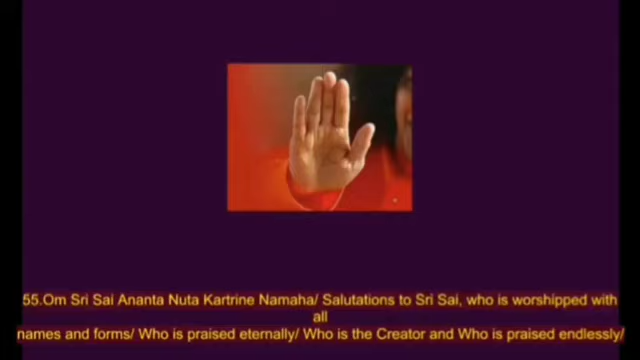 55.Om Sri Sai Ananta Nuta Kartrine Namaha/ Salutations to Sri Sai, who is worshipped with
all
names and forms/ Who is praised eternally/ Who is the Creator and Who is praised endlessly/